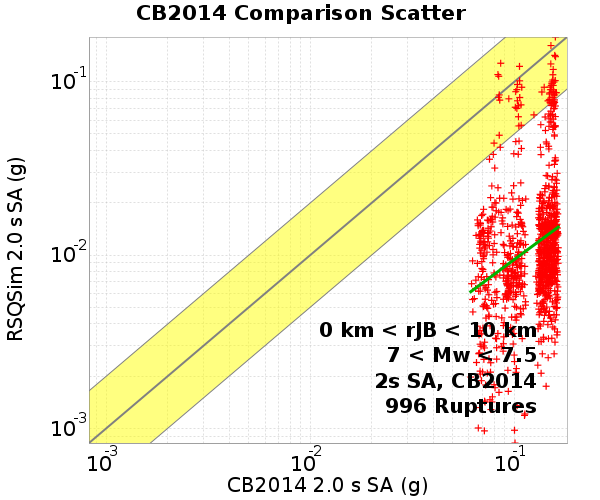 CB2014 Comparison Scatter
RSQSim 2.0 s SA (g)
10-1
10-2
10-3
0 km < rJB < 10 km
7 < Mw < 7.5
2s SA, CB2014
996 Ruptures
10-3 10-2 10-1
CB2014 2.0 s SA (g)